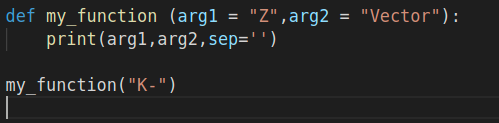 def my_function (arg1 = "Z",arg2 = "Vector"):
    print(arg1,arg2,sep='')
my_function("K-")